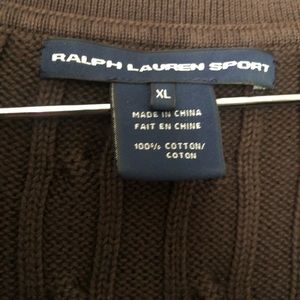 RALPH LAUREN SPORT
XL
MADE IN CHINA
FAIT EN CHINE
100% COTTON/
COTON